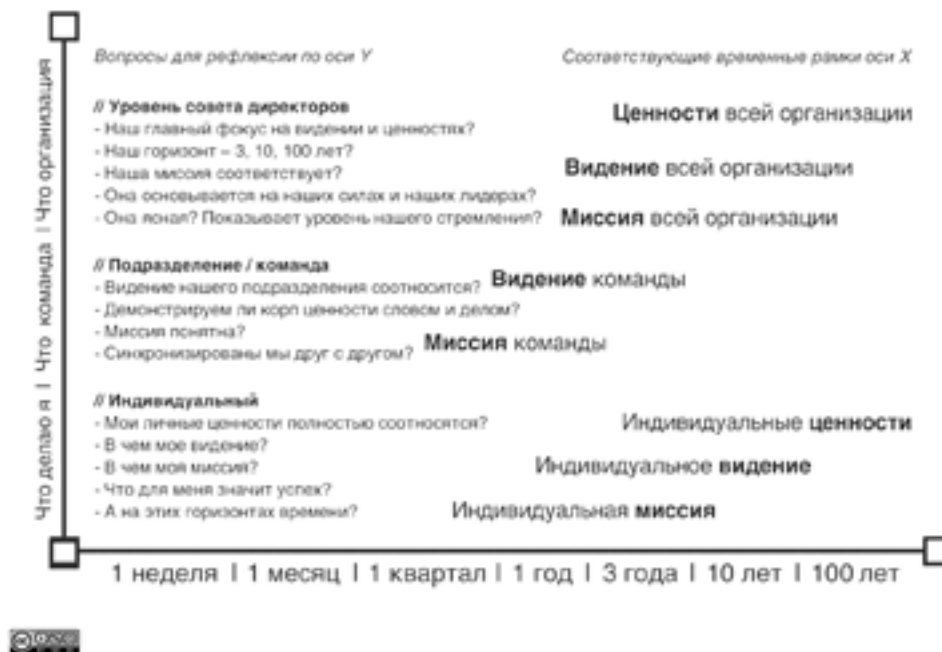 Вопросы для рефлексии по оси Y
Соответствующие временные рамки оси X
// Уровень совета директоров
Ценности всей организации
- Наш главный фокус на видении и ценностях?
- Наш горизонт – 3, 10, 100 лет?
- Наша миссия соответствует?
Видение всей организации
- Она основывается на наших силах и наших лидерах?
- Она ясная? Показывает уровень нашего стремления?
Миссия всей организации
// Подразделение / команда
- Видение нашего подразделения соотносится?
Видение команды
- Демонстрируем ли корп ценности словом и делом?
- Миссия понятна?
- Синхронизированы мы друг с другом?
Миссия команды
// Индивидуальный
- Мои личные ценности полностью соотносятся?
Индивидуальные ценности
- В чем мое видение?
- В чем моя миссия?
Индивидуальное видение
- Что для меня значит успех?
- А на этих горизонтах времени?
Индивидуальная миссия
Что делаю я | Что команда | Что организация
1 неделя | 1 месяц | 1 квартал | 1 год | 3 года | 10 лет | 100 лет